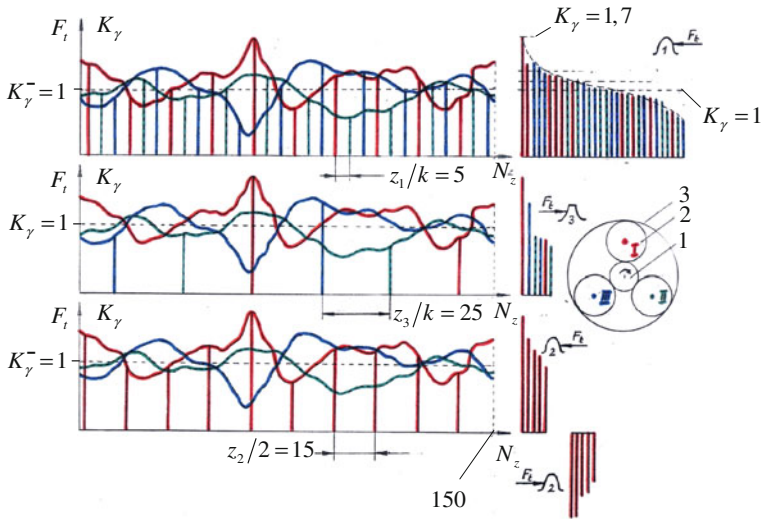 F_t K_γ
K_γ^- = 1
z_1/k = 5
N_z
K_γ = 1,7
1
F_t
K_γ = 1
F_t K_γ
K_γ = 1
z_3/k = 25
N_z
F_t
3
3
2
1
I
III
II
F_t K_γ
K_γ^- = 1
z_2/2 = 15
N_z
150
F_t
2
F_t
2